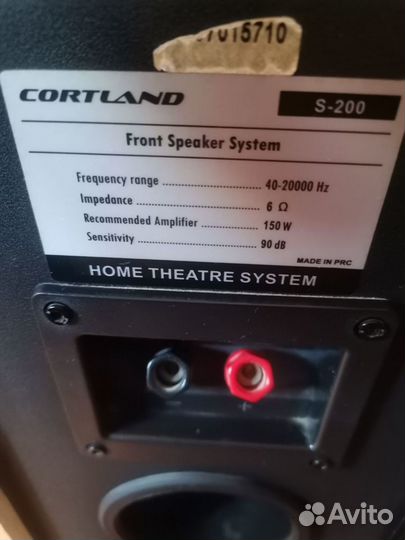 7015710
CORTLAND S-200
Front Speaker System
Frequency range .......................... 40-20000 Hz
Impedance .................................. 6 Ω
Recommended Amplifier ................. 150 W
Sensitivity .................................. 90 dB
MADE IN PRC
HOME THEATRE SYSTEM
- +
Avito